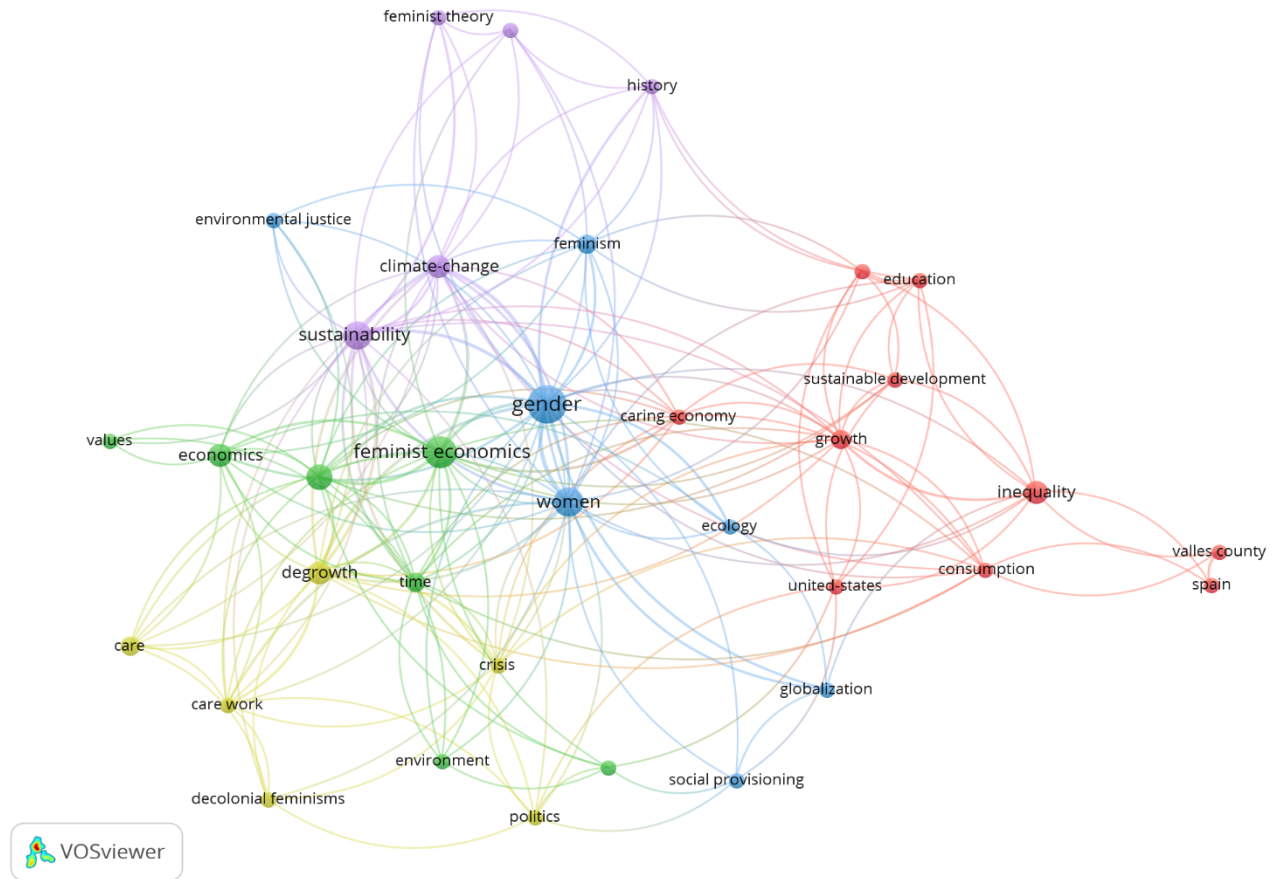 feminist theory
history
environmental justice
feminism
climate-change
education
sustainability
sustainable development
gender
caring economy
growth
values
economics
feminist economics
inequality
women
ecology
valles county
degrowth
time
consumption
united-states
spain
care
crisis
globalization
care work
environment
social provisioning
decolonial feminisms
politics
VOSviewer